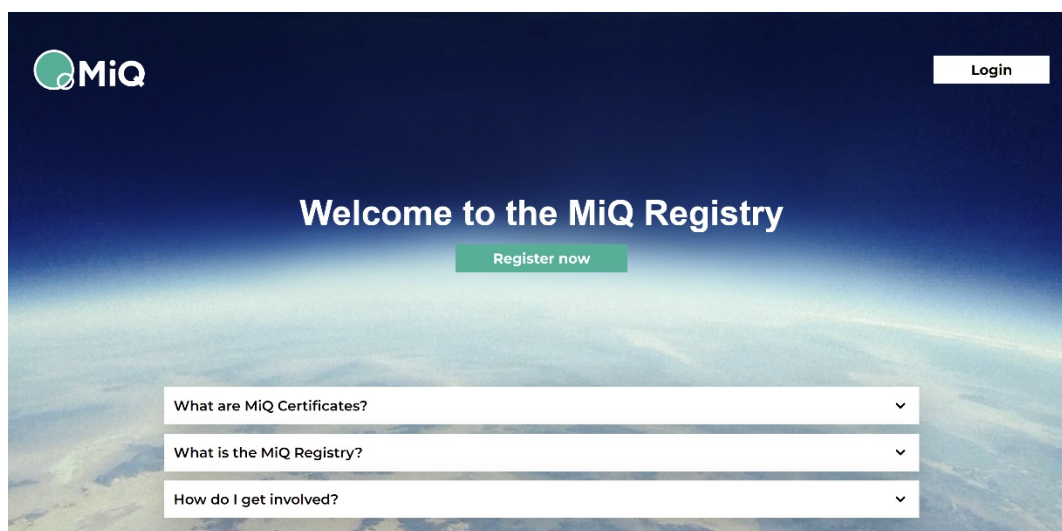 MiQ
Login
Welcome to the MiQ Registry
Register now
What are MiQ Certificates?
What is the MiQ Registry?
How do I get involved?